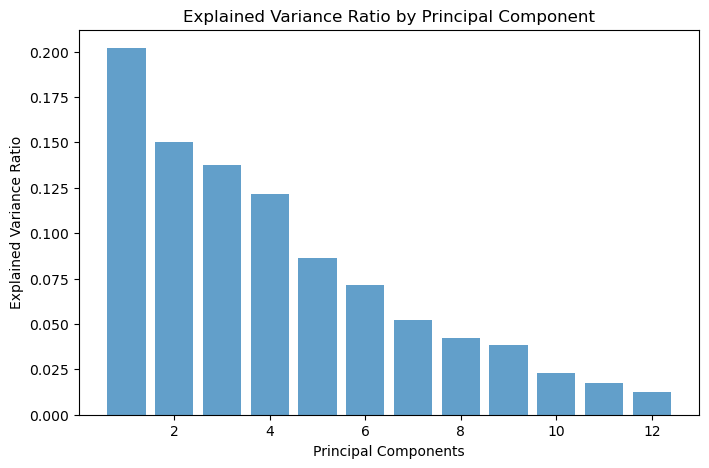 Explained Variance Ratio by Principal Component
0.200
0.175
0.150
0.125
0.100
0.075
0.050
0.025
0.000
Explained Variance Ratio
2 4 6 8 10 12
Principal Components